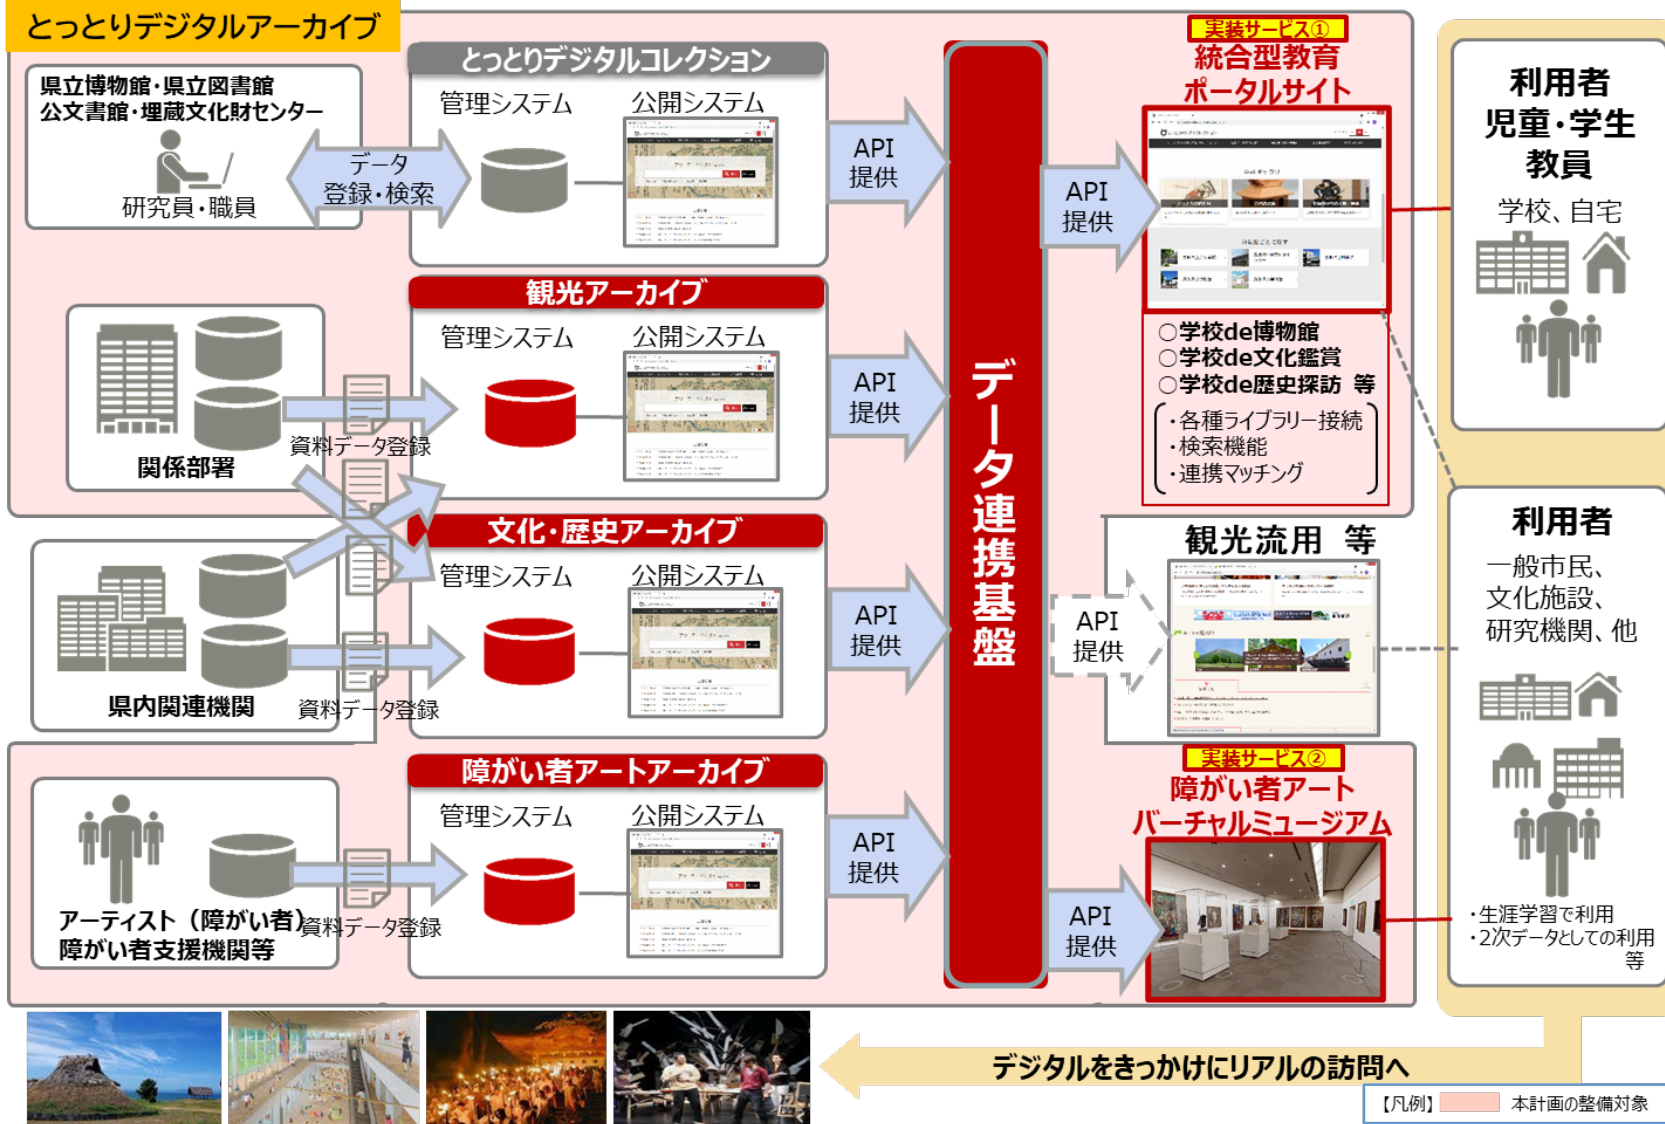 とっとりデジタルアーカイブ
県立博物館・県立図書館
公文書館・埋蔵文化財センター
研究員・職員
データ
登録・検索
とっとりデジタルコレクション
管理システム
公開システム
API
提供
関係部署
資料データ登録
観光アーカイブ
管理システム
公開システム
API
提供
県内関連機関
資料データ登録
文化・歴史アーカイブ
管理システム
公開システム
API
提供
アーティスト（障がい者）
障がい者支援機関等
資料データ登録
障がい者アートアーカイブ
管理システム
公開システム
API
提供
データ連携基盤
API
提供
実装サービス①
統合型教育
ポータルサイト
○学校de博物館
○学校de文化鑑賞
○学校de歴史探訪 等
・各種ライブラリー接続
・検索機能
・連携マッチング
API
提供
観光流用 等
API
提供
実装サービス②
障がい者アート
バーチャルミュージアム
利用者
児童・学生
教員
学校、自宅
利用者
一般市民、
文化施設、
研究機関、他
・生涯学習で利用
・2次データとしての利用
等
デジタルをきっかけにリアルの訪問へ
【凡例】 本計画の整備対象